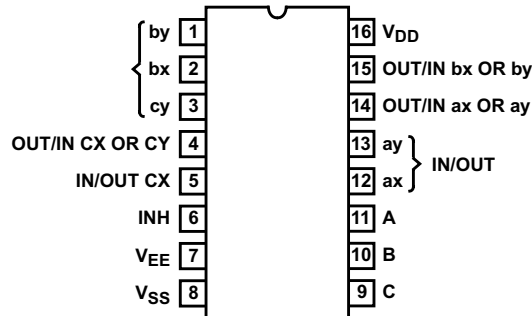 by 1
bx 2
cy 3
OUT/IN CX OR CY 4
IN/OUT CX 5
INH 6
VEE 7
VSS 8
16 VDD
15 OUT/IN bx OR by
14 OUT/IN ax OR ay
13 ay
12 ax
IN/OUT
11 A
10 B
9 C